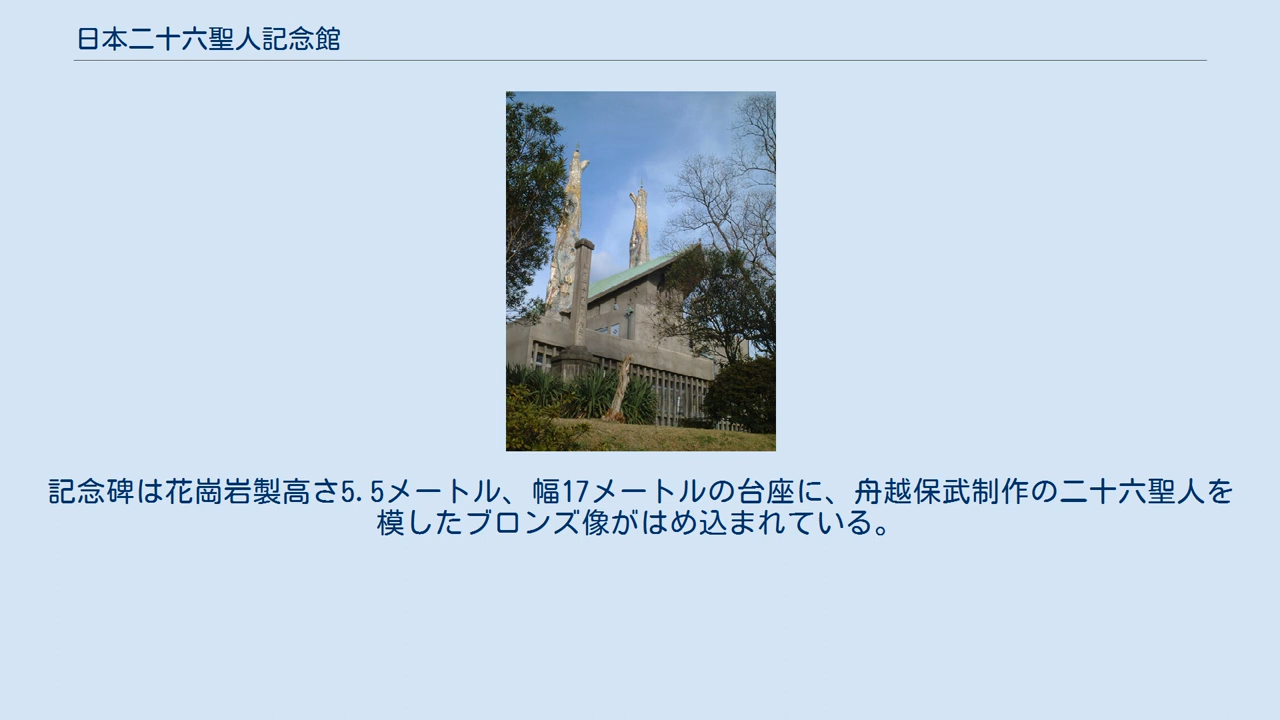 日本二十六聖人記念館
記念碑は花崗岩製高さ5.5メートル、幅17メートルの台座に、舟越保武制作の二十六聖人を
模したブロンズ像がはめ込まれている。